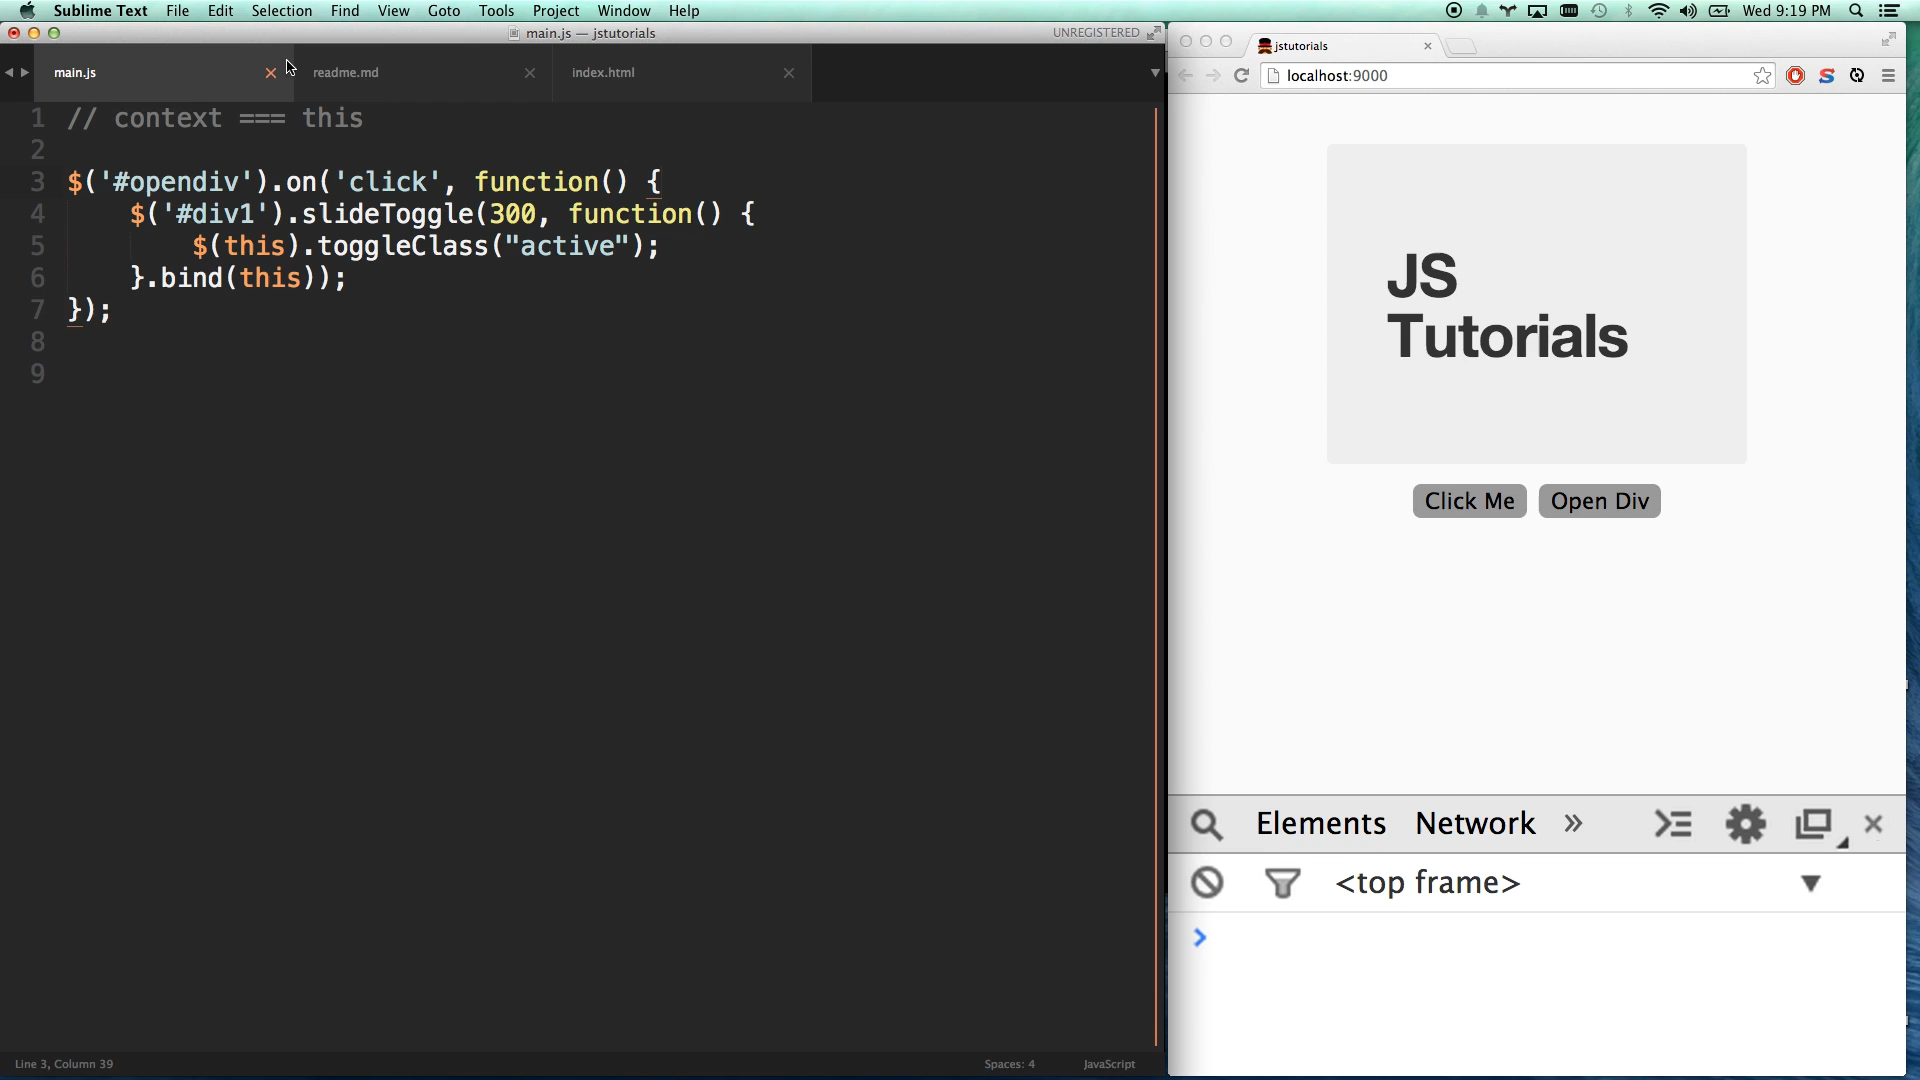 Sublime Text File Edit Selection Find View Goto Tools Project Window Help Wed 9:19 PM
main.js — jstutorials UNREGISTERED
main.js readme.md index.html
1 // context === this
2
3 $('#opendiv').on('click', function() {
4 $('#div1').slideToggle(300, function() {
5 $(this).toggleClass("active");
6 }.bind(this));
7 });
8
9
Line 3, Column 39 Spaces: 4 JavaScript
jstutorials
localhost:9000
JS
Tutorials
Click Me Open Div
Elements Network »
<top frame>